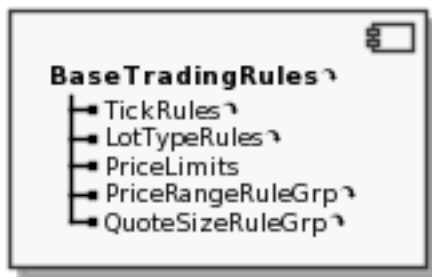 BaseTradingRules
TickRules
LotTypeRules
PriceLimits
PriceRangeRuleGrp
QuoteSizeRuleGrp